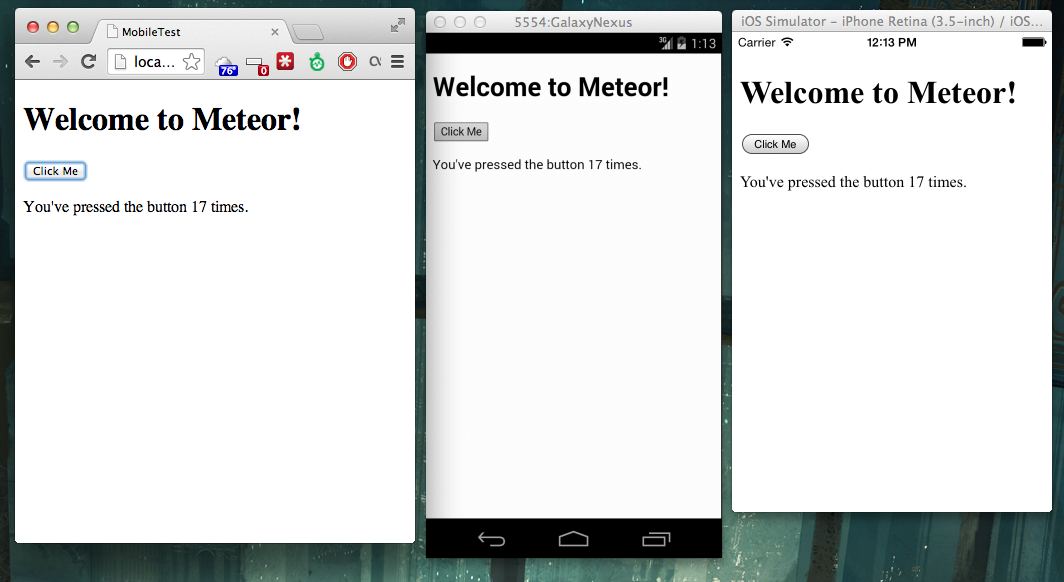 MobileTest
loca...
76°
0
Welcome to Meteor!
Click Me
You've pressed the button 17 times.
5554:GalaxyNexus
3G
1:13
Welcome to Meteor!
Click Me
You've pressed the button 17 times.
iOS Simulator – iPhone Retina (3.5-inch) / iOS...
Carrier
12:13 PM
Welcome to Meteor!
Click Me
You've pressed the button 17 times.